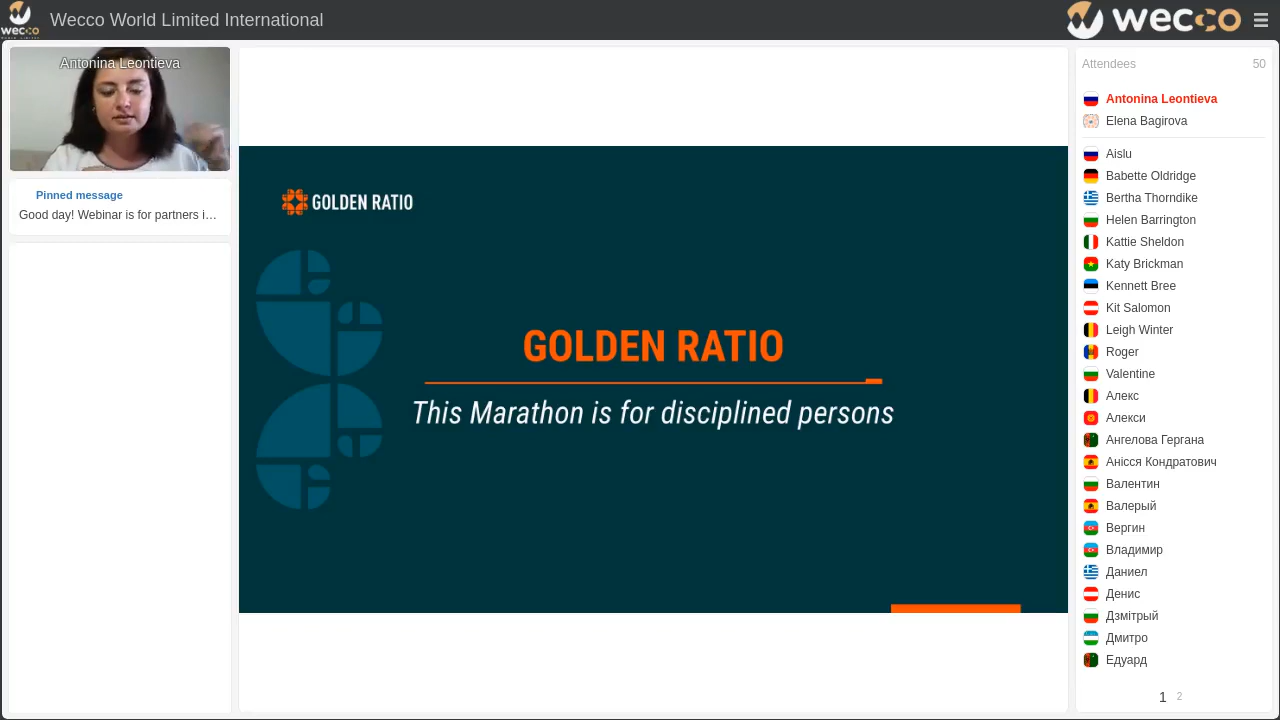 Wecco World Limited International
wecco
wecco
Antonina Leontieva
Pinned message
Good day! Webinar is for partners i…
GOLDEN RATIO
GOLDEN RATIO
This Marathon is for disciplined persons
Attendees 50
Antonina Leontieva
Elena Bagirova
Aislu
Babette Oldridge
Bertha Thorndike
Helen Barrington
Kattie Sheldon
Katy Brickman
Kennett Bree
Kit Salomon
Leigh Winter
Roger
Valentine
Алекс
Алекси
Ангелова Гергана
Анісся Кондратович
Валентин
Валерый
Вергин
Владимир
Даниел
Денис
Дзмітрый
Дмитро
Едуард
1 2